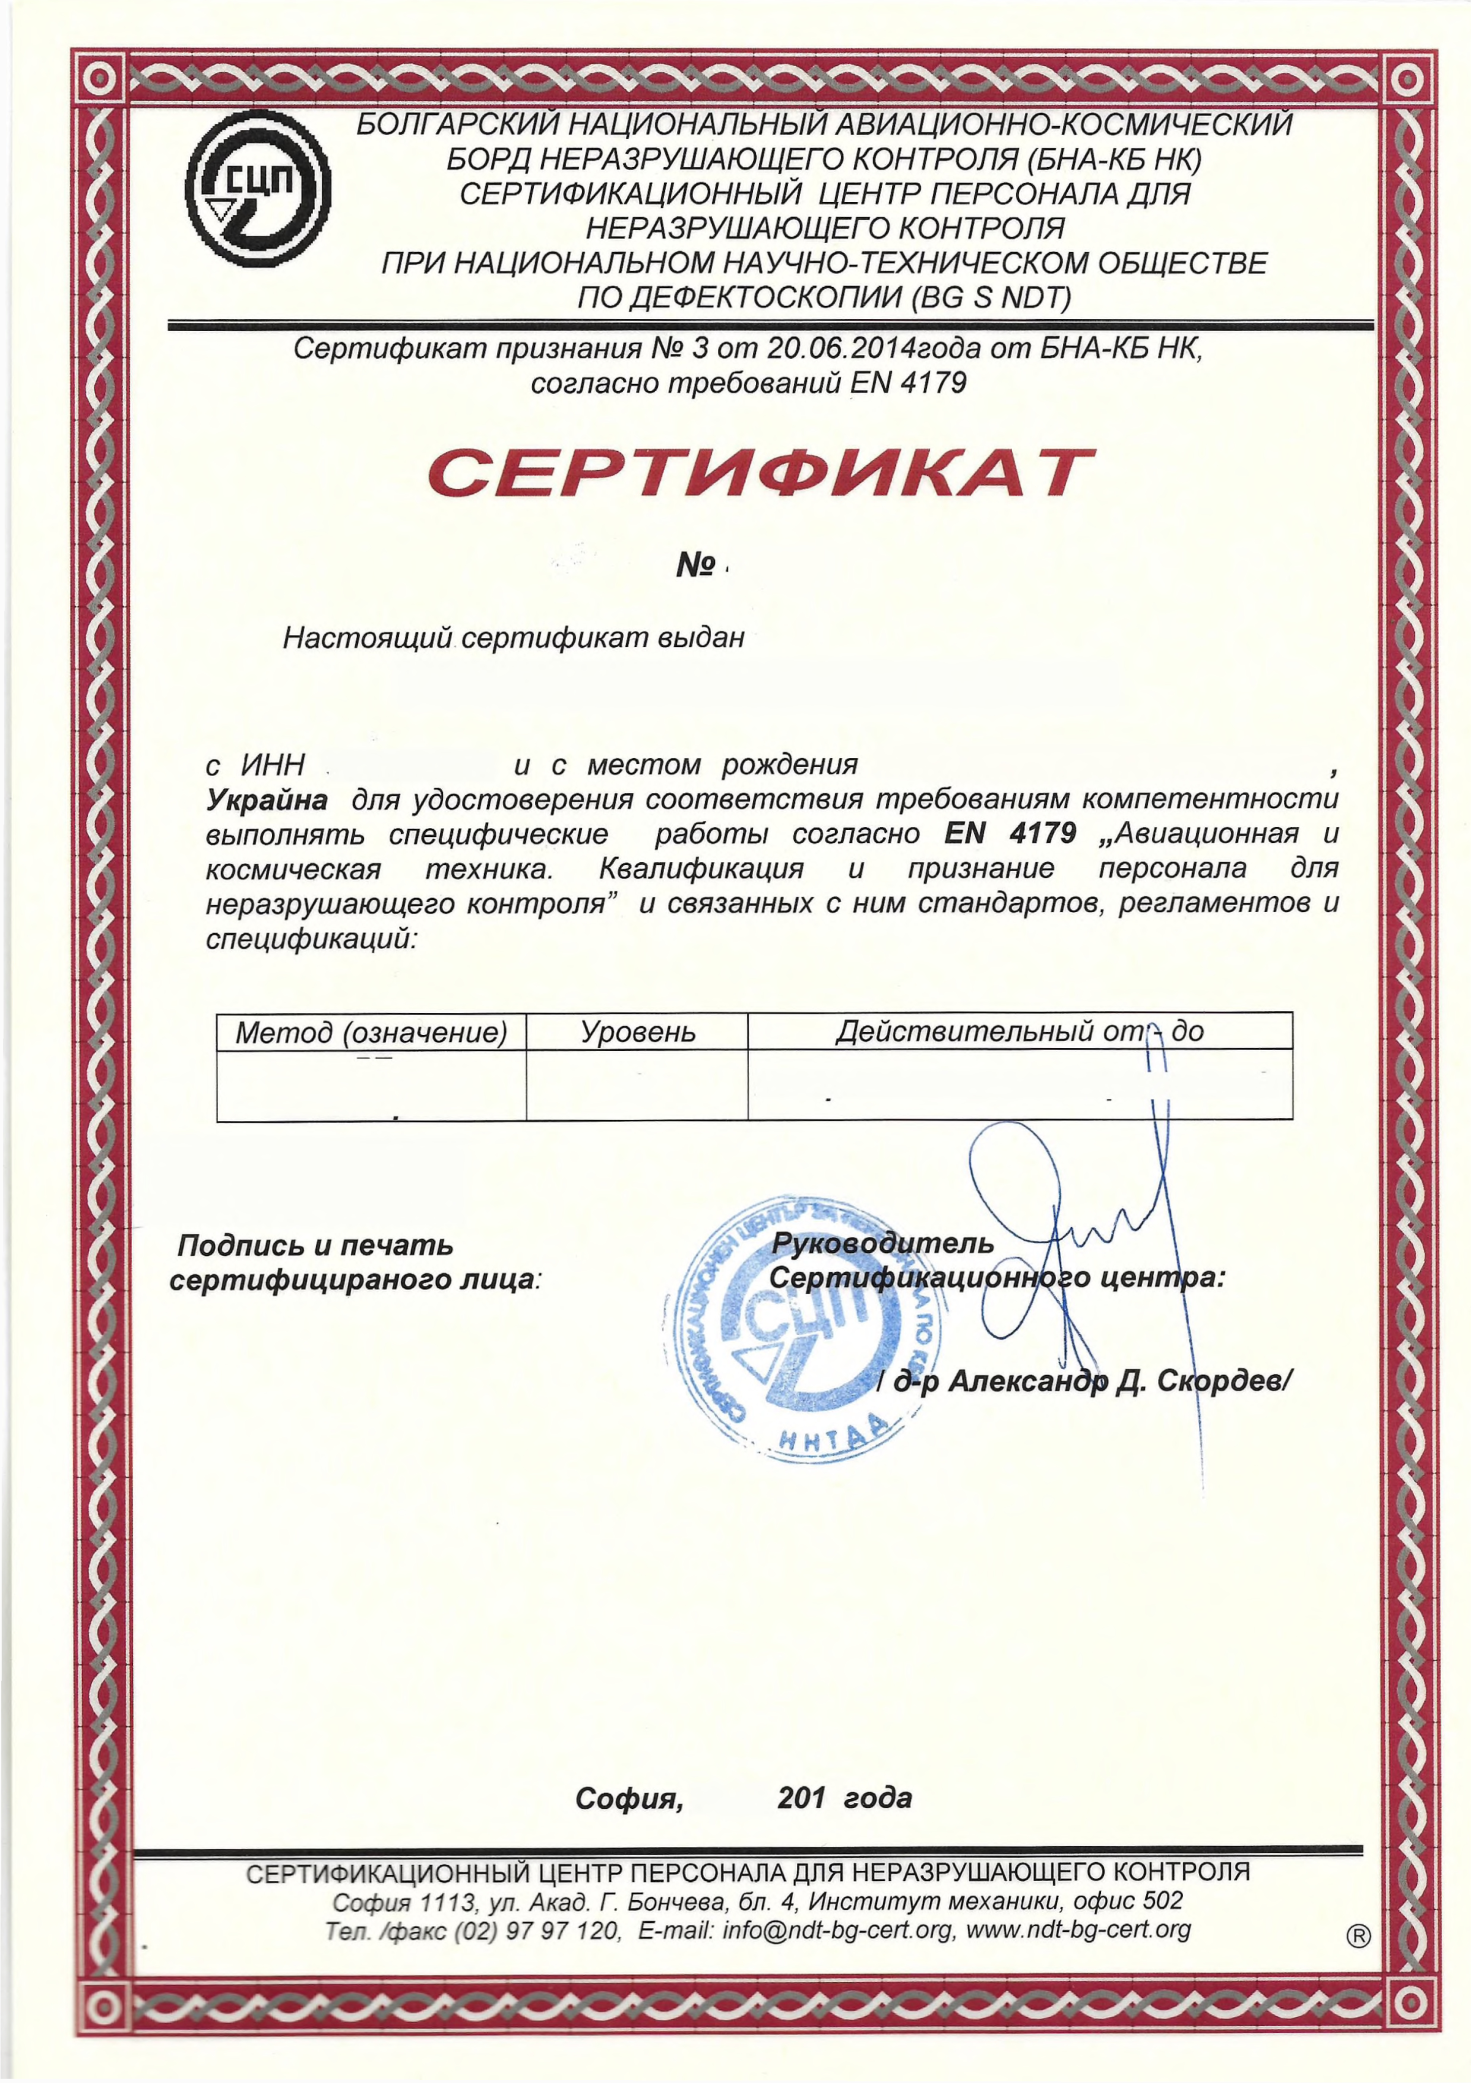 СЦП
БОЛГАРСКИЙ НАЦИОНАЛЬНЫЙ АВИАЦИОННО-КОСМИЧЕСКИЙ
БОРД НЕРАЗРУШАЮЩЕГО КОНТРОЛЯ (БНА-КБ НК)
СЕРТИФИКАЦИОННЫЙ ЦЕНТР ПЕРСОНАЛА ДЛЯ
НЕРАЗРУШАЮЩЕГО КОНТРОЛЯ
ПРИ НАЦИОНАЛЬНОМ НАУЧНО-ТЕХНИЧЕСКОМ ОБЩЕСТВЕ
ПО ДЕФЕКТОСКОПИИ (BG S NDT)
Сертификат признания № 3 от 20.06.2014года от БНА-КБ НК,
согласно требований EN 4179
СЕРТИФИКАТ
№
Настоящий сертификат выдан
с ИНН и с местом рождения ,
Украйна для удостоверения соответствия требованиям компетентности
выполнять специфические работы согласно EN 4179 „Авиационная и
космическая техника. Квалификация и признание персонала для
неразрушающего контроля” и связанных с ним стандартов, регламентов и
спецификаций:
Метод (означение) Уровень Действительный от - до
Подпись и печать
сертифицираного лица:
Руководитель
Сертификационного центра:
/ д-р Александр Д. Скордев/
СЕРТИФИКАЦИОНЕН ЦЕНТЪР ЗА ПЕРСОНАЛА ПО
СЦП
ННТДД
София, 201 года
СЕРТИФИКАЦИОННЫЙ ЦЕНТР ПЕРСОНАЛА ДЛЯ НЕРАЗРУШАЮЩЕГО КОНТРОЛЯ
София 1113, ул. Акад. Г. Бончева, бл. 4, Институт механики, офис 502
Тел. /факс (02) 97 97 120, E-mail: info@ndt-bg-cert.org, www.ndt-bg-cert.org
®